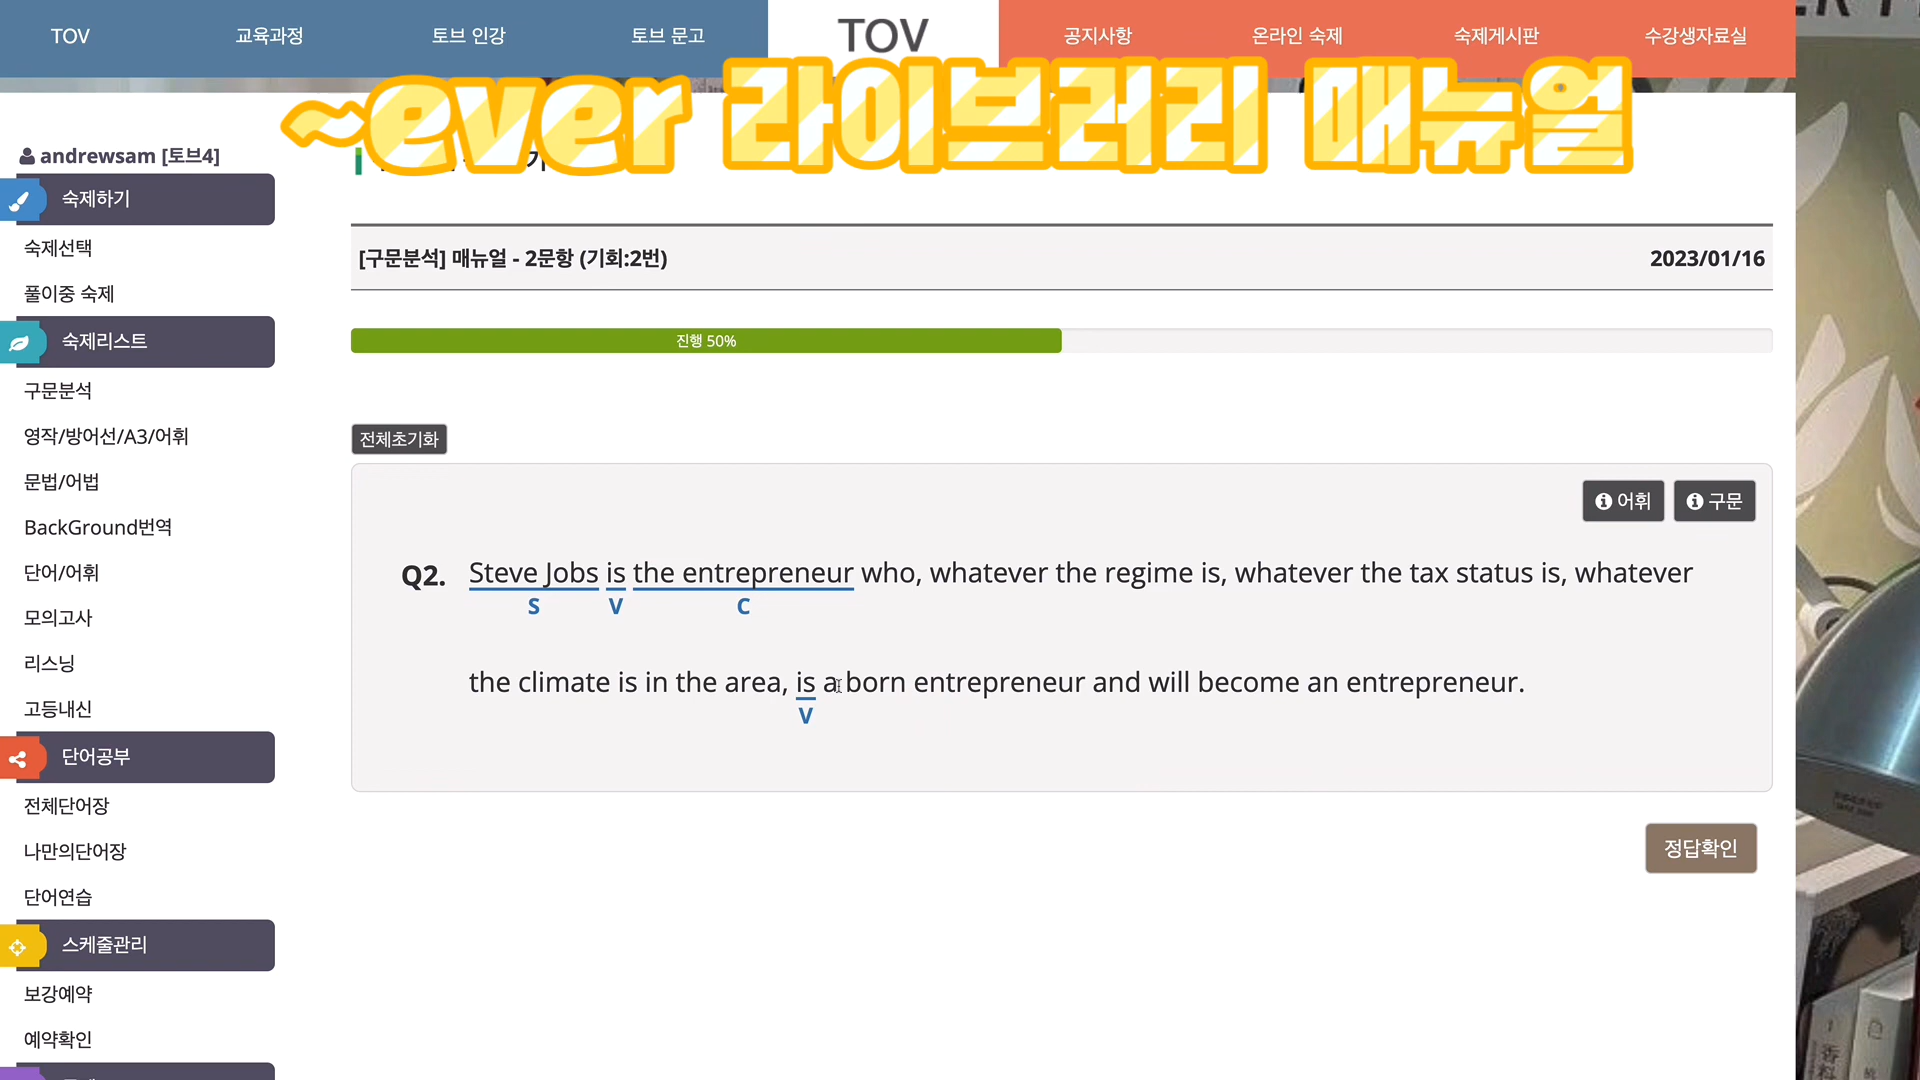 TOV 교육과정 토브 인강 토브 문고 TOV 공지사항 온라인 숙제 숙제게시판 수강생자료실
~ever 라이브러리 매뉴얼
andrewsam [토브4]
숙제하기
숙제선택
풀이중 숙제
숙제리스트
구문분석
영작/방어선/A3/어휘
문법/어법
BackGround번역
단어/어휘
모의고사
리스닝
고등내신
단어공부
전체단어장
나만의단어장
단어연습
스케줄관리
보강예약
예약확인
[구문분석] 매뉴얼 - 2문항 (기회:2번) 2023/01/16
진행 50%
전체초기화
어휘 구문
Q2. Steve Jobs is the entrepreneur who, whatever the regime is, whatever the tax status is, whatever
S V C
the climate is in the area, is a born entrepreneur and will become an entrepreneur.
V
정답확인